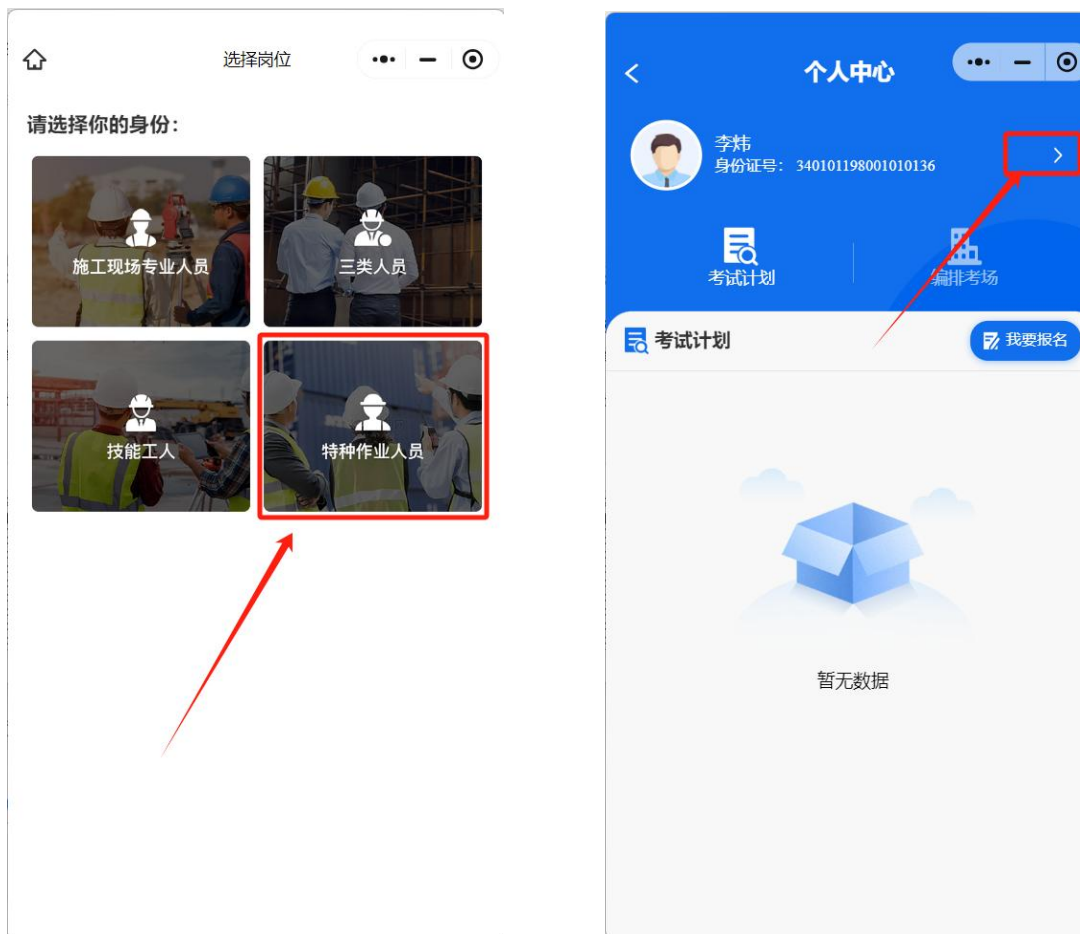 选择岗位
请选择你的身份：
施工现场专业人员
三类人员
技能工人
特种作业人员
个人中心
李炜
身份证号： 340101198001010136
考试计划
编排考场
考试计划
我要报名
暂无数据